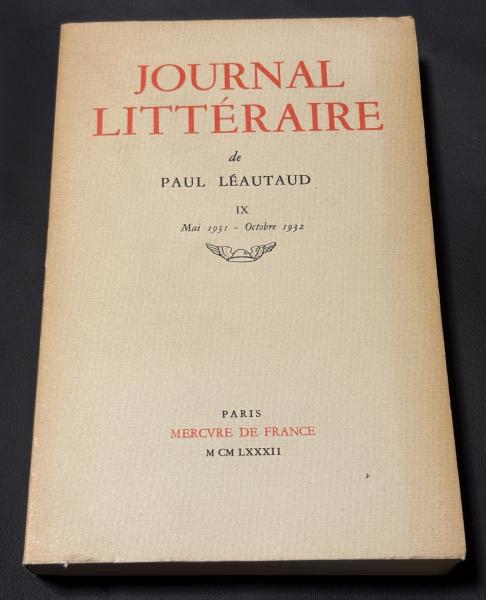 JOURNAL
LITTÉRAIRE
de
PAUL LÉAUTAUD
IX
Mai 1931 - Octobre 1932
PARIS
MERCVRE DE FRANCE
M CM LXXXII